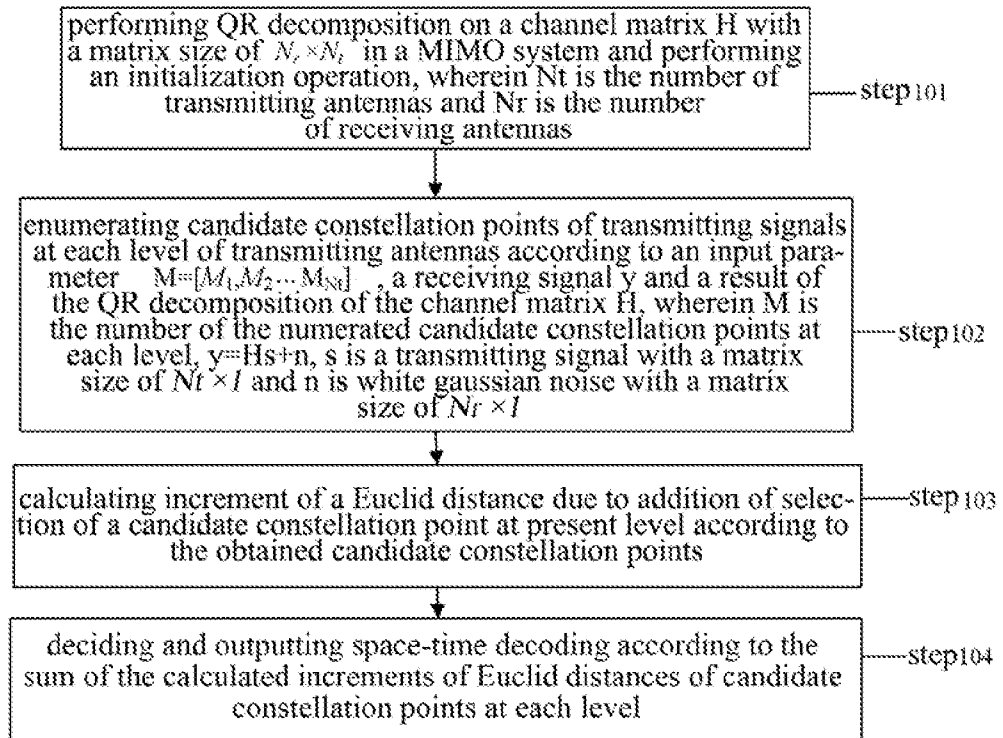 performing QR decomposition on a channel matrix H with
a matrix size of Nr×Nt in a MIMO system and performing
an initialization operation, wherein Nt is the number of
transmitting antennas and Nr is the number
of receiving antennas
step101
enumerating candidate constellation points of transmitting signals
at each level of transmitting antennas according to an input para-
meter M=[M1,M2...MNt] , a receiving signal y and a result of
the QR decomposition of the channel matrix H, wherein M is
the number of the numerated candidate constellation points at
each level, y=Hs+n, s is a transmitting signal with a matrix
size of Nt ×1 and n is white gaussian noise with a matrix
size of Nr ×1
step102
calculating increment of a Euclid distance due to addition of selec-
tion of a candidate constellation point at present level according to
the obtained candidate constellation points
step103
deciding and outputting space-time decoding according to the
sum of the calculated increments of Euclid distances of candidate
constellation points at each level
step104